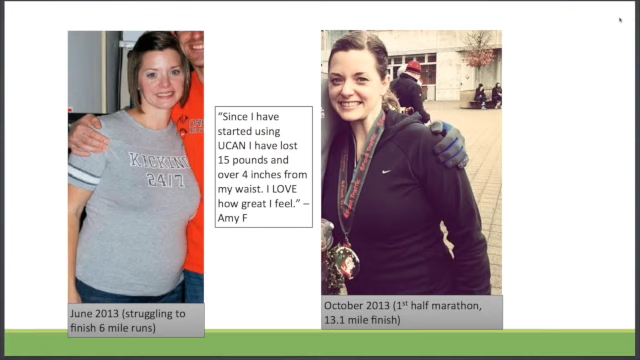 KICKIN
24/7
"Since I have
started using
UCAN I have lost
15 pounds and
over 4 inches from
my waist. I LOVE
how great I feel." –
Amy F
June 2013 (struggling to
finish 6 mile runs)
October 2013 (1st half marathon,
13.1 mile finish)